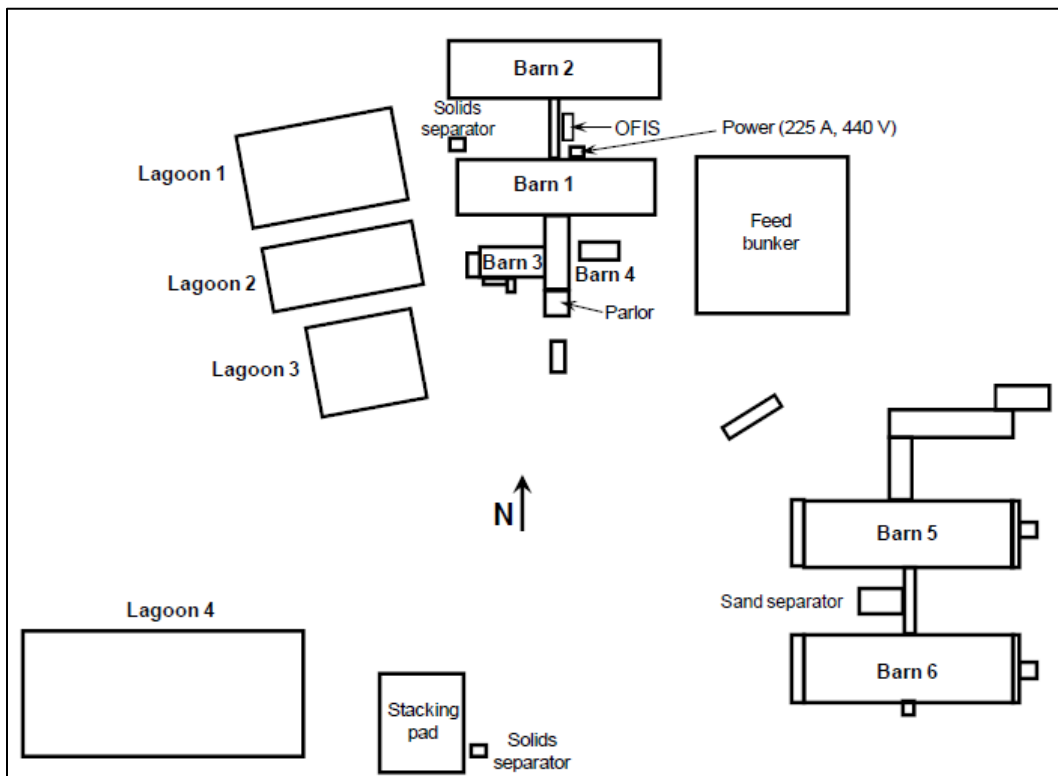 Barn 2
Solids
separator
OFIS
Power (225 A, 440 V)
Lagoon 1
Barn 1
Feed
bunker
Lagoon 2
Barn 3
Barn 4
Parlor
Lagoon 3
N
Barn 5
Sand separator
Lagoon 4
Barn 6
Stacking
pad
Solids
separator